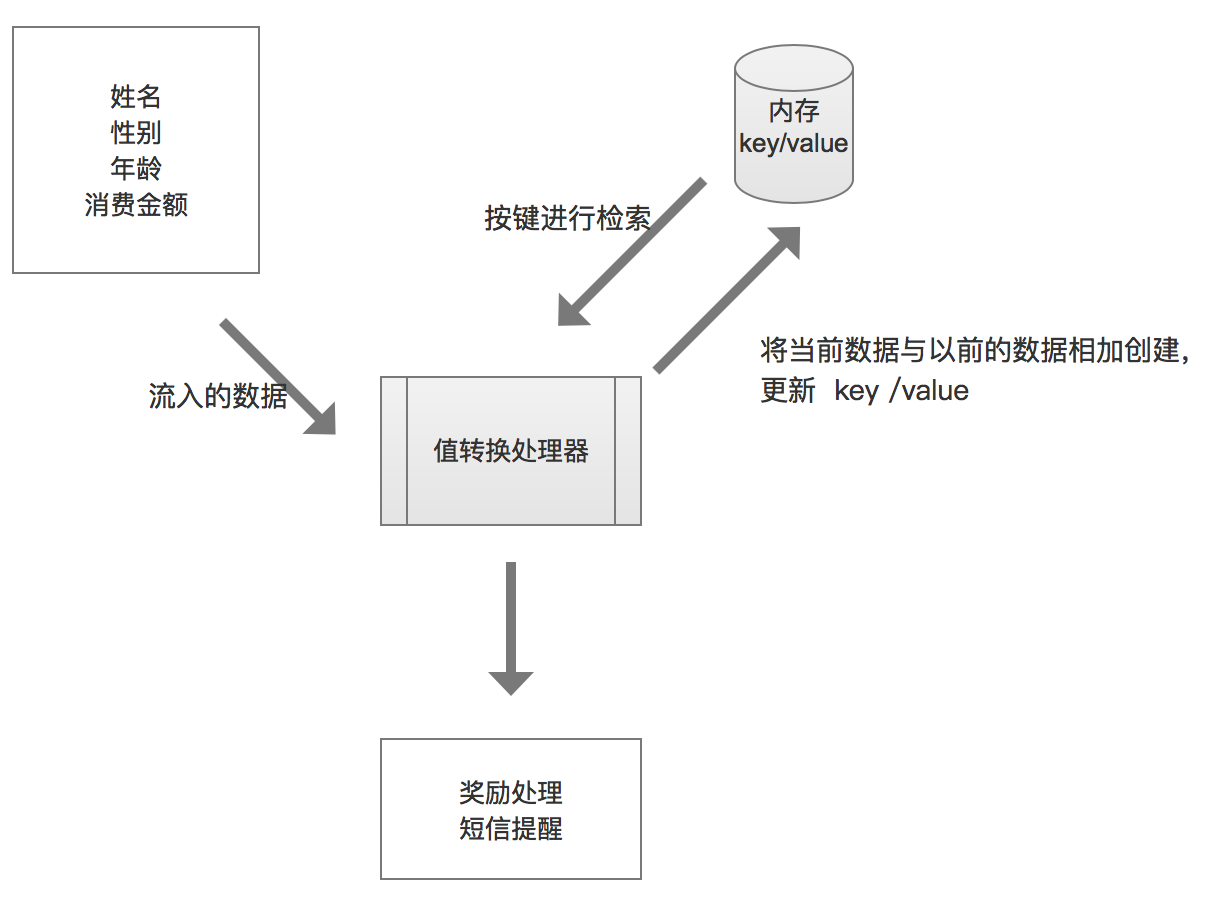 姓名
性别
年龄
消费金额
内存
key/value
按键进行检索
将当前数据与以前的数据相加创建，
更新 key /value
流入的数据
值转换处理器
奖励处理
短信提醒